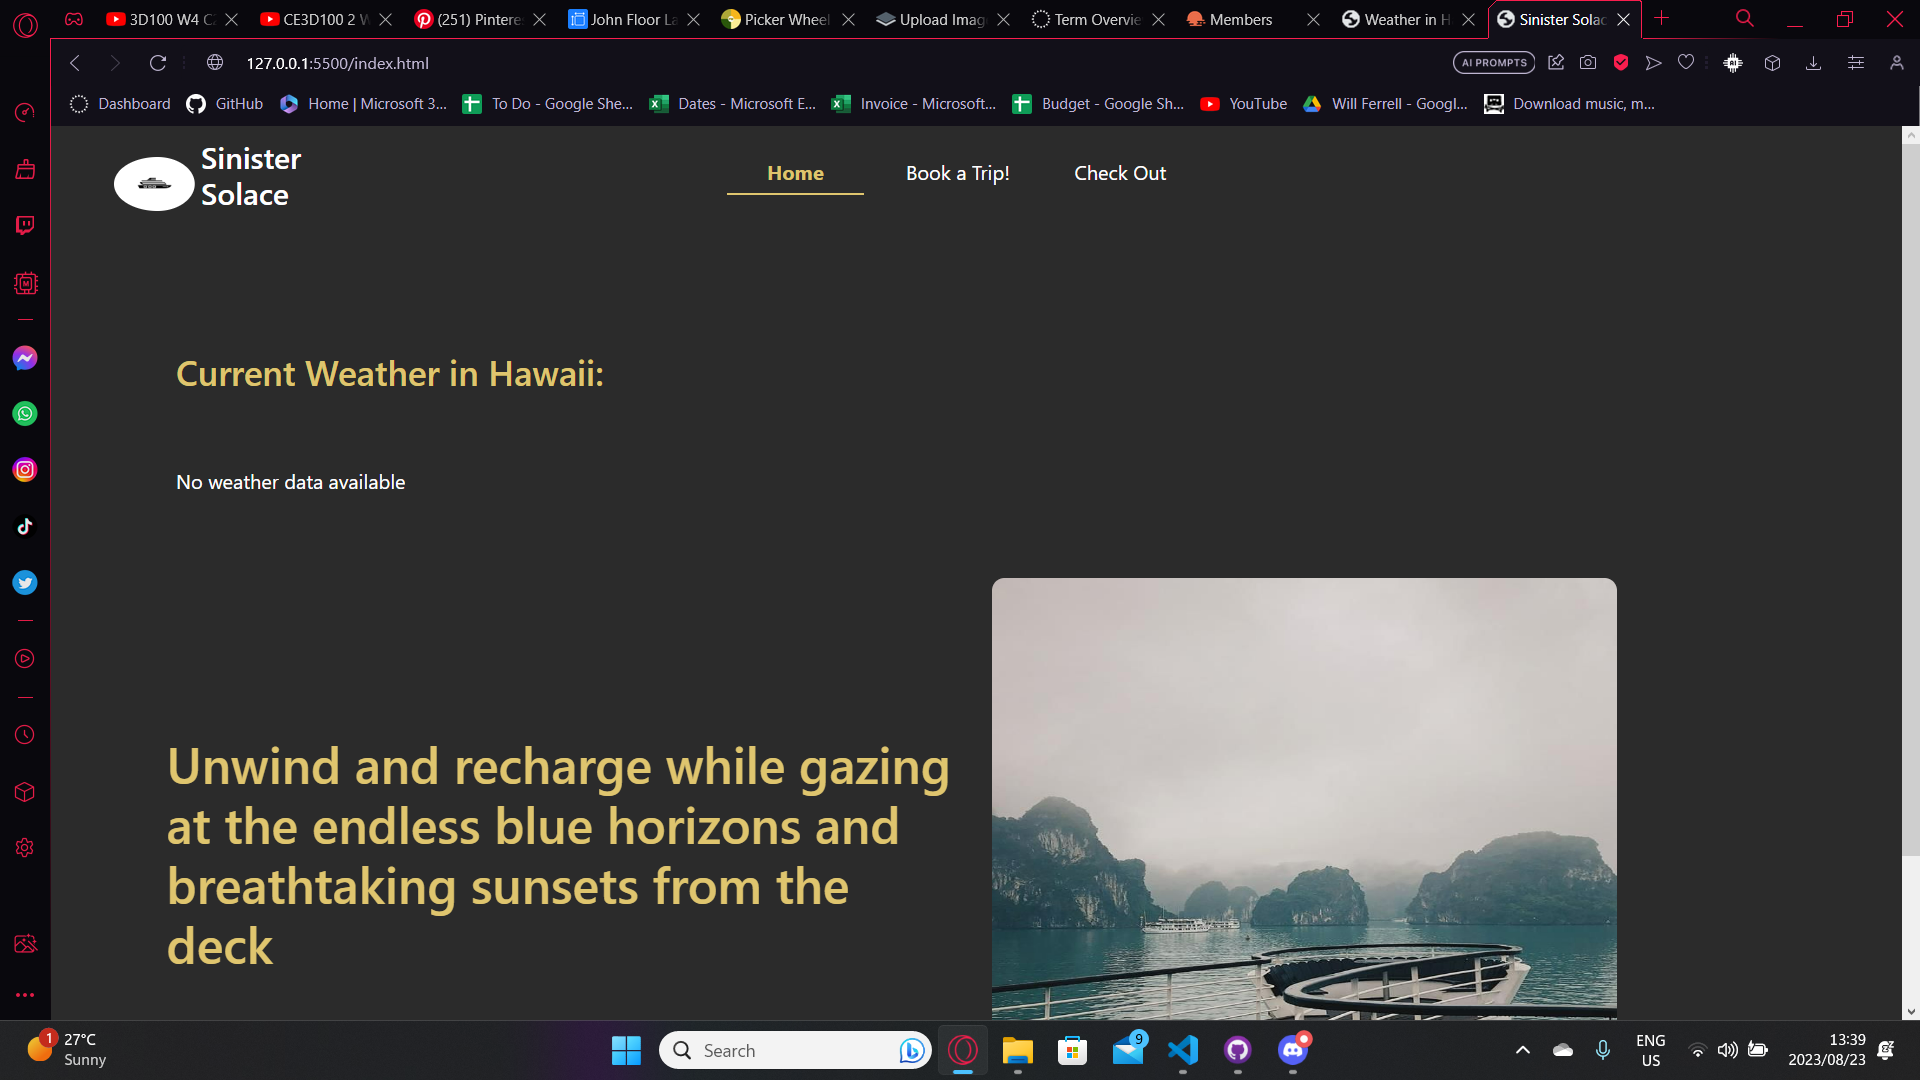 3D100 W4 C
CE3D100 2 W
(251) Pintere
John Floor La
Picker Wheel
Upload Imag
Term Overvie
Members
Weather in H
Sinister Solac
127.0.0.1:5500/index.html
AI PROMPTS
Dashboard
GitHub
Home | Microsoft 3...
To Do - Google She...
Dates - Microsoft E...
Invoice - Microsoft...
Budget - Google Sh...
YouTube
Will Ferrell - Googl...
Download music, m...
Sinister
Solace
Home
Book a Trip!
Check Out
Current Weather in Hawaii:
No weather data available
Unwind and recharge while gazing
at the endless blue horizons and
breathtaking sunsets from the
deck
1
27°C
Sunny
Search
9
ENG
US
13:39
2023/08/23